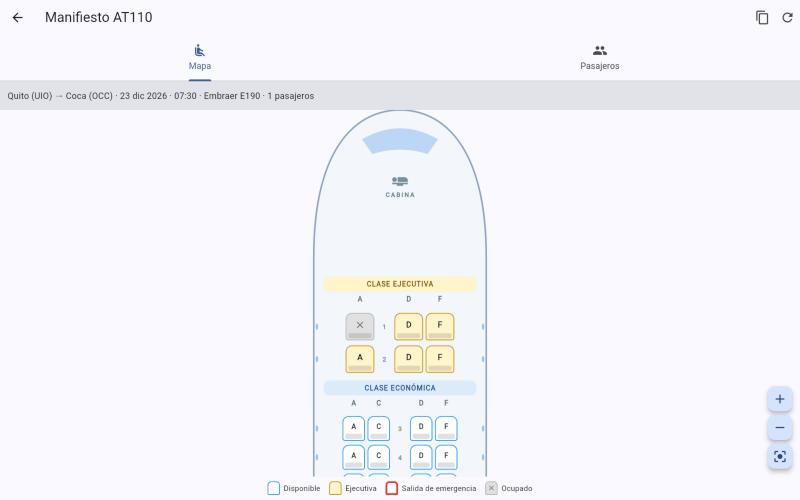 Manifiesto AT110
Mapa
Pasajeros
Quito (UIO) → Coca (OCC) · 23 dic 2026 · 07:30 · Embraer E190 · 1 pasajeros
CABINA
CLASE EJECUTIVA
A D F
1 D F
A 2 D F
CLASE ECONÓMICA
A C D F
A C 3 D F
A C 4 D F
Disponible Ejecutiva Salida de emergencia Ocupado